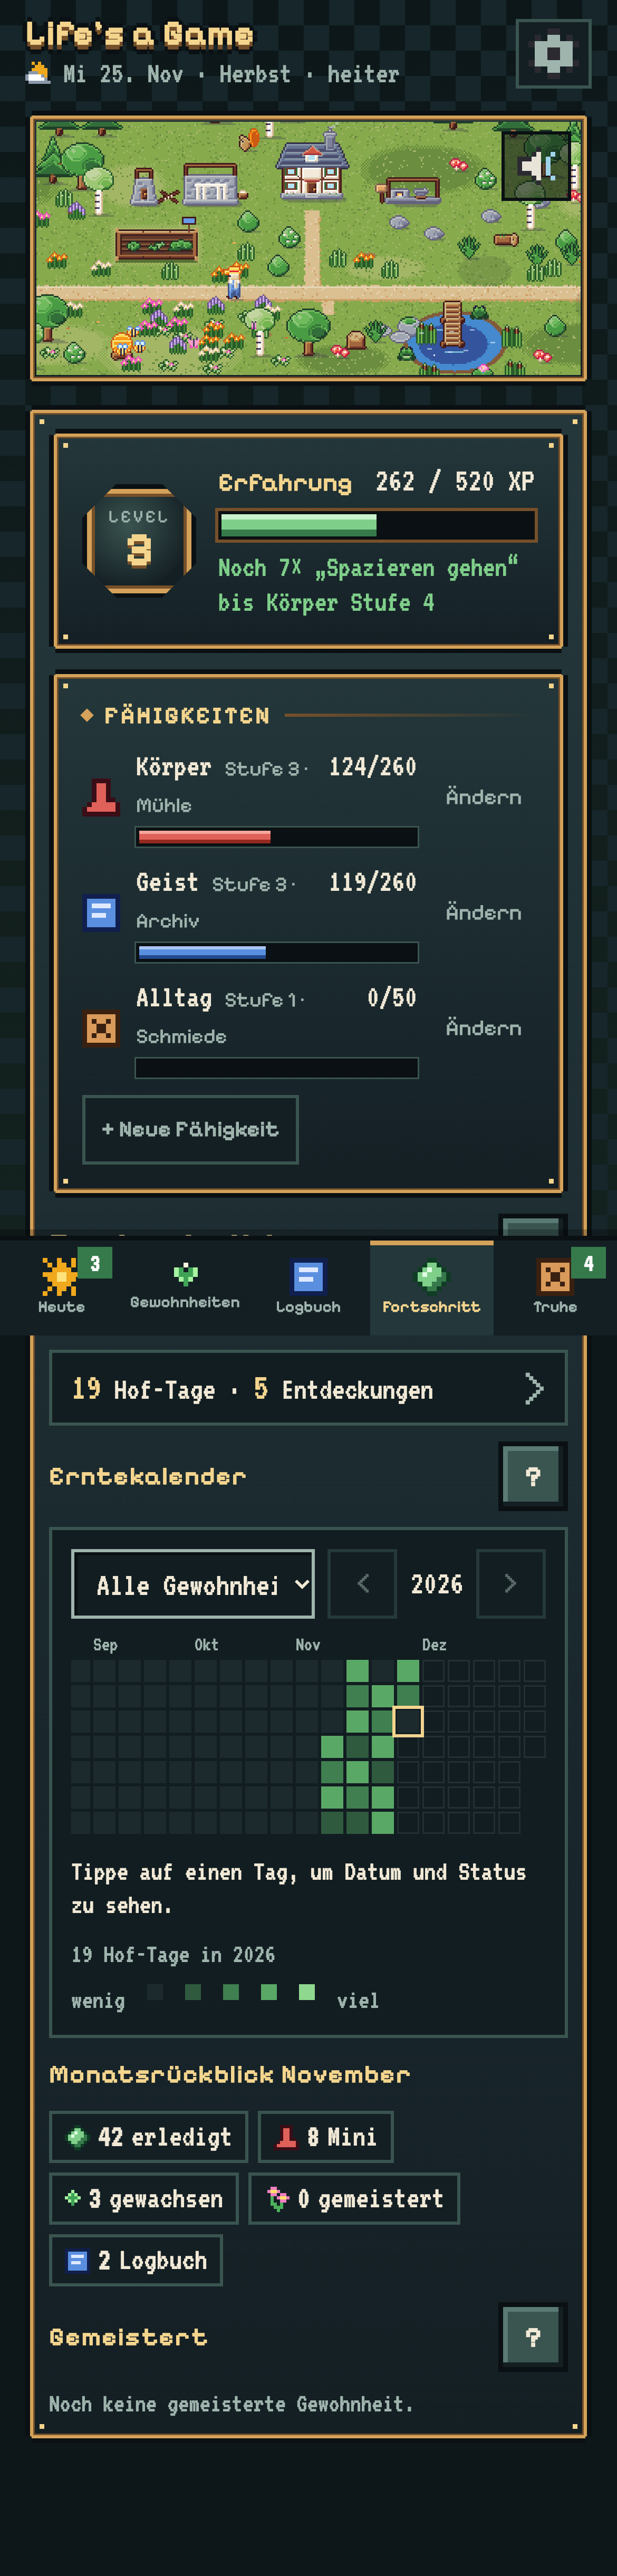 Life's a Game
Mi 25. Nov · Herbst · heiter
LEVEL
3
Erfahrung 262 / 520 XP
Noch 7X „Spazieren gehen“
bis Körper Stufe 4
FÄHIGKEITEN
Körper Stufe 3 · 124/260
Mühle
Ändern
Geist Stufe 3 · 119/260
Archiv
Ändern
Alltag Stufe 1 · 0/50
Schmiede
Ändern
+ Neue Fähigkeit
3
4
Heute Gewohnheiten Logbuch Fortschritt Truhe
19 Hof-Tage · 5 Entdeckungen
Erntekalender ?
Alle Gewohnhei 2026
Sep Okt Nov Dez
Tippe auf einen Tag, um Datum und Status
zu sehen.
19 Hof-Tage in 2026
wenig viel
Monatsrückblick November
42 erledigt 8 Mini
3 gewachsen 0 gemeistert
2 Logbuch
Gemeistert ?
Noch keine gemeisterte Gewohnheit.